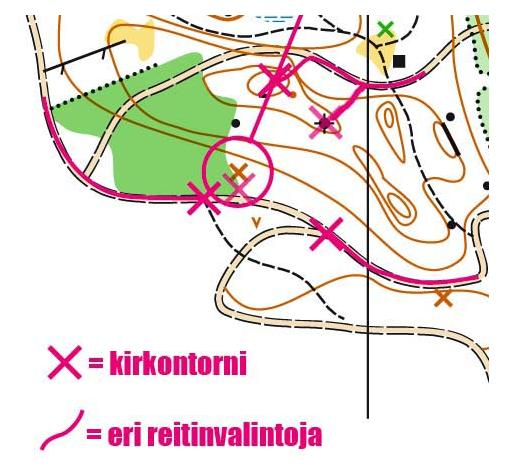 = kirkontorni
= eri reitinvalintoja